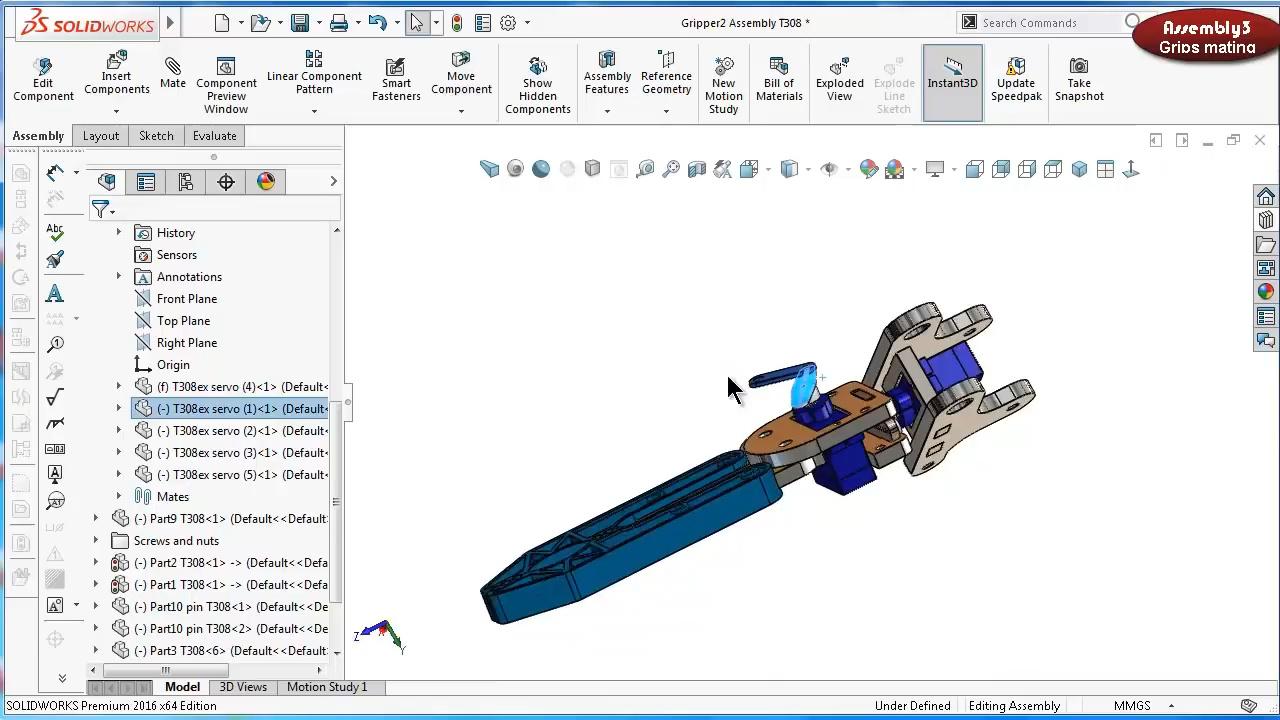 SOLIDWORKS
Gripper2 Assembly T308 *
Search Commands
Assembly3
Grips matina
Edit
Component
Insert
Components
Mate
Component
Preview
Window
Linear Component
Pattern
Smart
Fasteners
Move
Component
Show
Hidden
Components
Assembly
Features
Reference
Geometry
New
Motion
Study
Bill of
Materials
Exploded
View
Explode
Line
Sketch
Instant3D
Update
Speedpak
Take
Snapshot
Assembly
Layout
Sketch
Evaluate
History
Sensors
Annotations
Front Plane
Top Plane
Right Plane
Origin
(f) T308ex servo (4)<1> (Default<
(-) T308ex servo (1)<1> (Default<
(-) T308ex servo (2)<1> (Default<
(-) T308ex servo (3)<1> (Default<
(-) T308ex servo (5)<1> (Default<
Mates
(-) Part9 T308<1> (Default<<Defa
Screws and nuts
(-) Part2 T308<1> -> (Default<<De
(-) Part1 T308<1> -> (Default<<De
(-) Part10 pin T308<1> (Default<<
(-) Part10 pin T308<2> (Default<<
(-) Part3 T308<6> (Default<<Defa
Abc
A
Z
Y
Model
3D Views
Motion Study 1
SOLIDWORKS Premium 2016 x64 Edition
Under Defined
Editing Assembly
MMGS